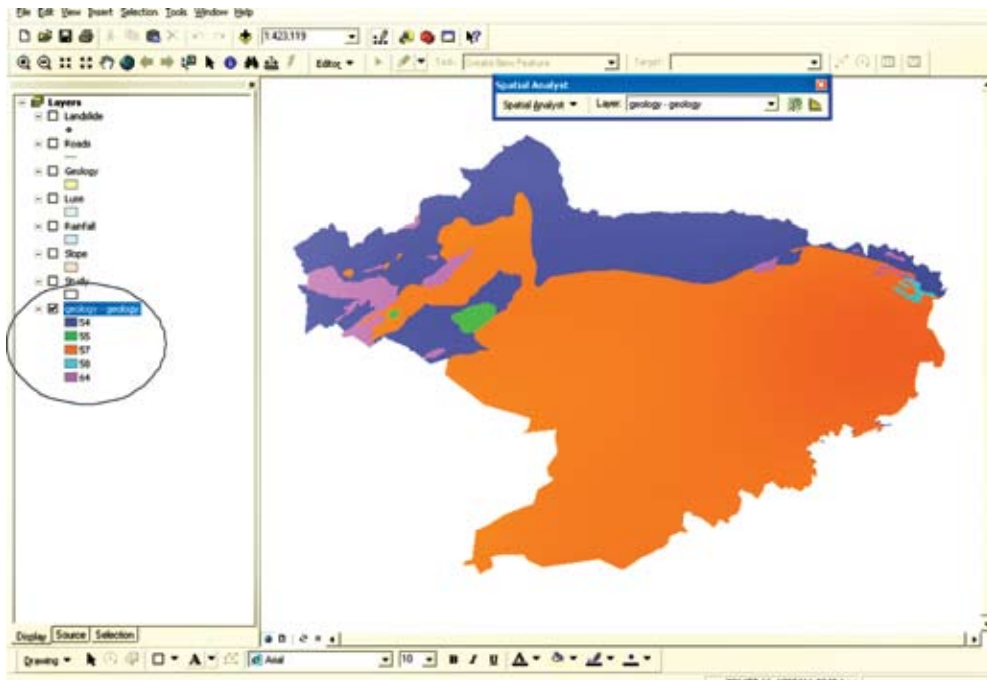 File Edit View Insert Selection Tools Window Help
1:423,119
Editor Task: Create New Feature Target:
Spatial Analyst
Spatial Analyst Layer: geology - geology
Layers
Landslide
Roads
Geology
Luse
Rainfall
Slope
Study
geology - geology
54
55
57
58
64
Display Source Selection
Drawing A Arial 10 B I U A